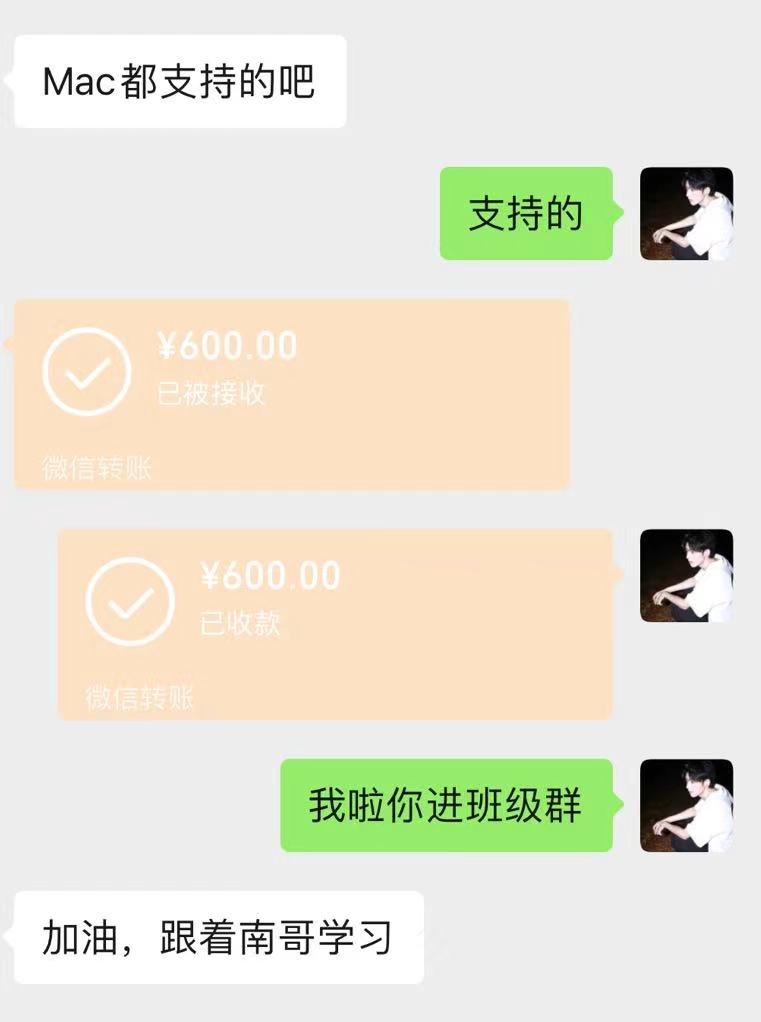 Mac都支持的吧
支持的
¥600.00
已被接收
微信转账
¥600.00
已收款
微信转账
我啦你进班级群
加油，跟着南哥学习